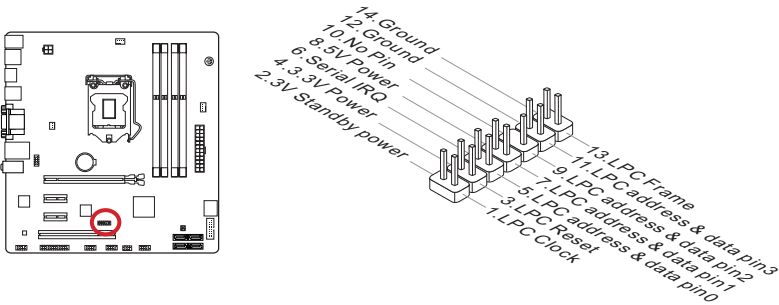 14.Ground
12.Ground
10.No Pin
8.5V Power
6.Serial IRQ
4.3.3V Power
2.3V Standby power
13.LPC Frame
11.LPC address & data pin3
9.LPC address & data pin2
7.LPC address & data pin1
5.LPC address & data pin0
3.LPC Reset
1.LPC Clock